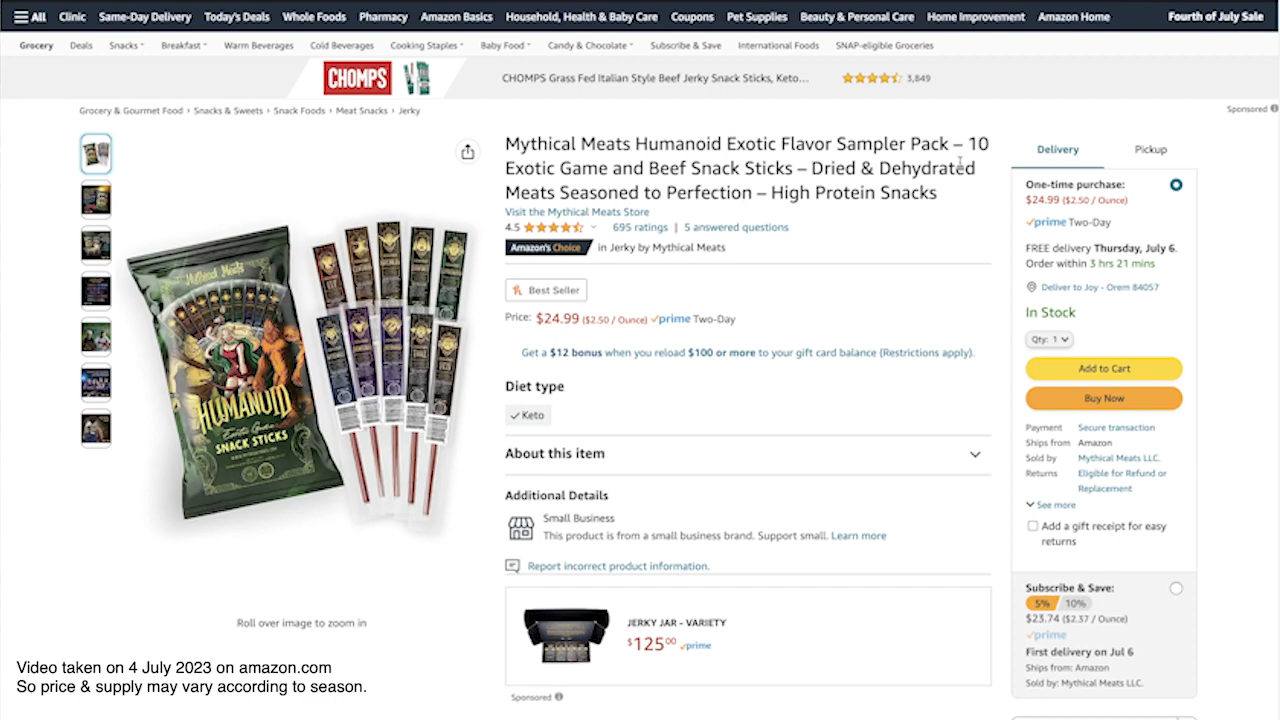 All Clinic Same-Day Delivery Today's Deals Whole Foods Pharmacy Amazon Basics Household, Health & Baby Care Coupons Pet Supplies Beauty & Personal Care Home Improvement Amazon Home Fourth of July Sale
Grocery Deals Snacks Breakfast Warm Beverages Cold Beverages Cooking Staples Baby Food Candy & Chocolate Subscribe & Save International Foods SNAP-eligible Groceries
CHOMPS CHOMPS Grass Fed Italian Style Beef Jerky Snack Sticks, Keto... 3,849
Sponsored
Grocery & Gourmet Food › Snacks & Sweets › Snack Foods › Meat Snacks › Jerky
Mythical Meats Humanoid Exotic Flavor Sampler Pack – 10
Exotic Game and Beef Snack Sticks – Dried & Dehydrated
Meats Seasoned to Perfection – High Protein Snacks
Visit the Mythical Meats Store
4.5 695 ratings | 5 answered questions
Amazon's Choice in Jerky by Mythical Meats
Best Seller
Price: $24.99 ($2.50 / Ounce) prime Two-Day
Get a $12 bonus when you reload $100 or more to your gift card balance (Restrictions apply).
Diet type
Keto
About this item
Additional Details
Small Business
This product is from a small business brand. Support small. Learn more
Report incorrect product information.
JERKY JAR - VARIETY
$12500 prime
Sponsored
Mythical Meats
HUMANOID
Exotic Game
SNACK STICKS
Roll over image to zoom in
Delivery Pickup
One-time purchase:
$24.99 ($2.50 / Ounce)
prime Two-Day
FREE delivery Thursday, July 6.
Order within 3 hrs 21 mins
Deliver to Joy - Orem 84057
In Stock
Qty: 1
Add to Cart
Buy Now
Payment Secure transaction
Ships from Amazon
Sold by Mythical Meats LLC.
Returns Eligible for Refund or
Replacement
See more
Add a gift receipt for easy
returns
Subscribe & Save:
5% 10%
$23.74 ($2.37 / Ounce)
prime
First delivery on Jul 6
Ships from: Amazon
Sold by: Mythical Meats LLC.
Video taken on 4 July 2023 on amazon.com
So price & supply may vary according to season.